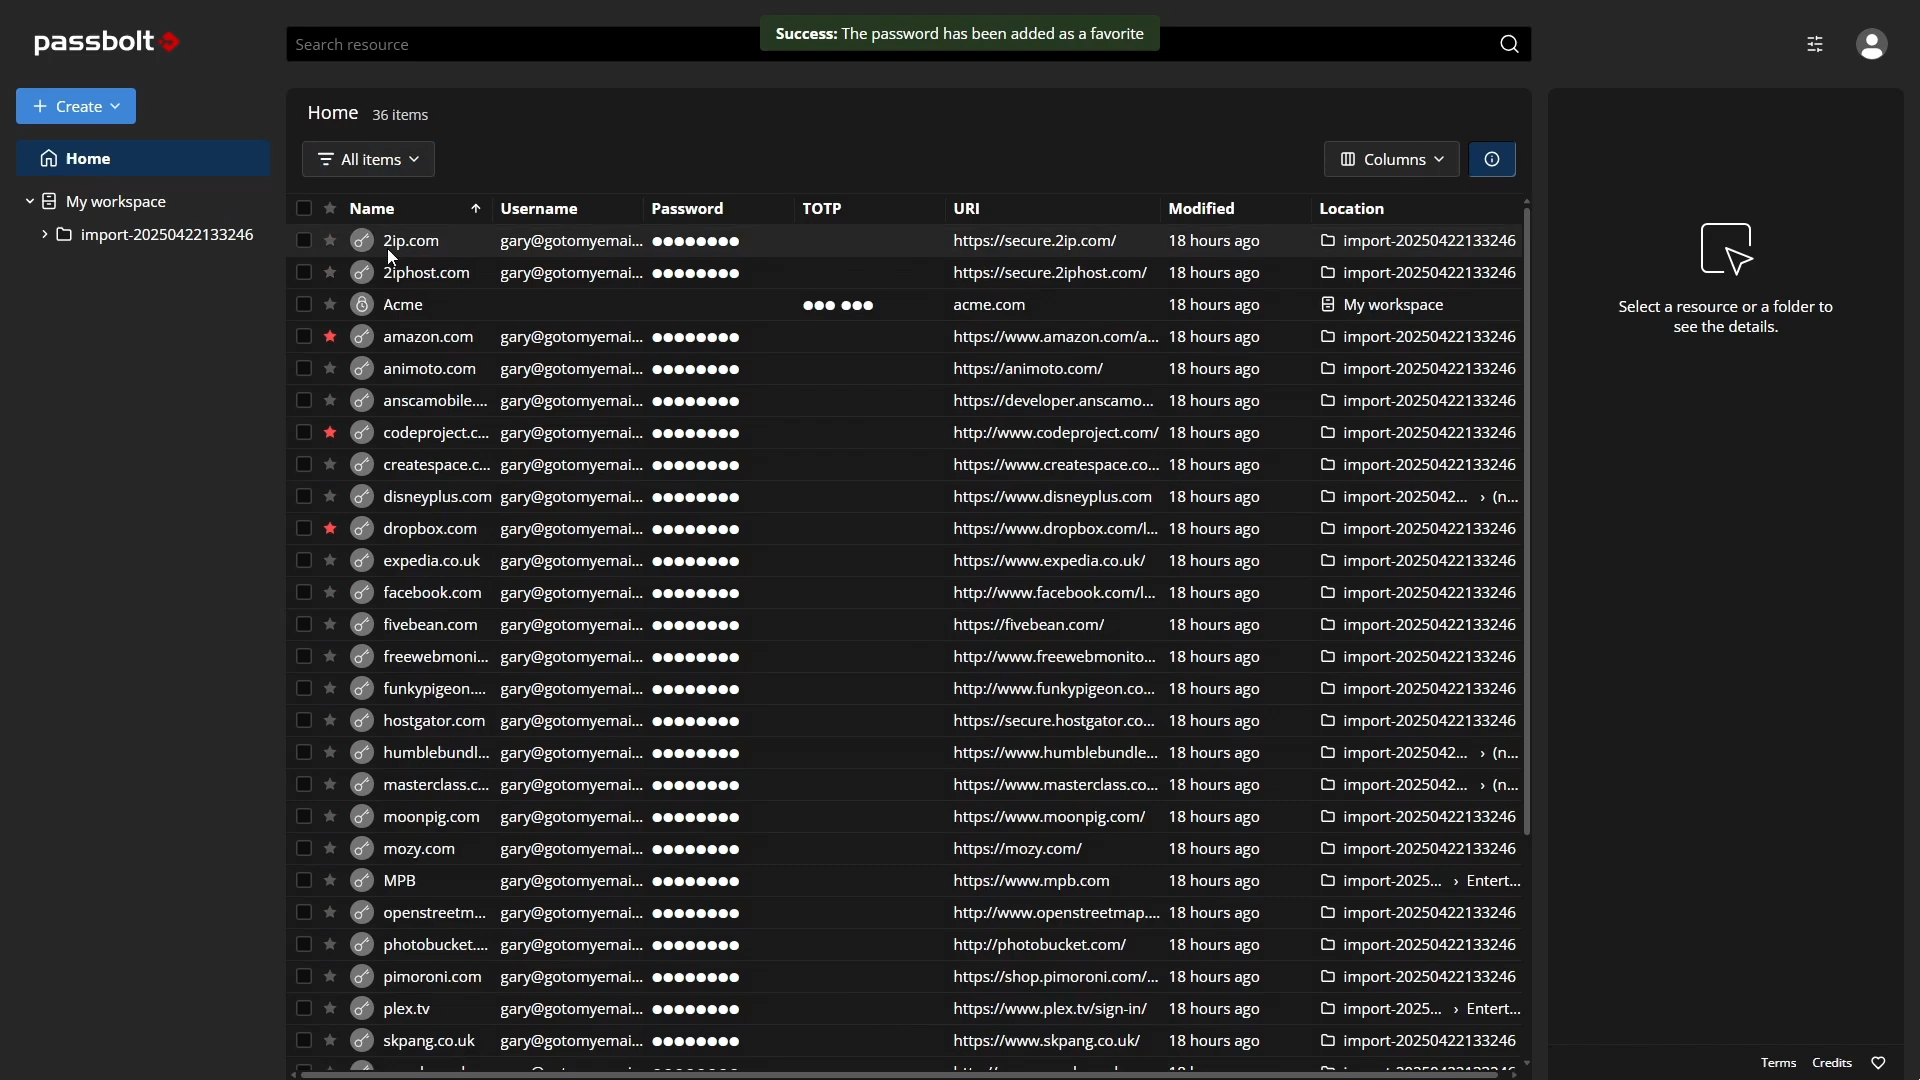 passbolt
Search resource
Success: The password has been added as a favorite
Create
Home
My workspace
import-20250422133246
Home 36 items
All items
Columns
Name Username Password TOTP URI Modified Location
2ip.com gary@gotomyemai... ●●●●●●●● https://secure.2ip.com/ 18 hours ago import-20250422133246
2iphost.com gary@gotomyemai... ●●●●●●●● https://secure.2iphost.com/ 18 hours ago import-20250422133246
Acme ●●● ●●● acme.com 18 hours ago My workspace
amazon.com gary@gotomyemai... ●●●●●●●● https://www.amazon.com/a... 18 hours ago import-20250422133246
animoto.com gary@gotomyemai... ●●●●●●●● https://animoto.com/ 18 hours ago import-20250422133246
anscamobile.... gary@gotomyemai... ●●●●●●●● https://developer.anscamo... 18 hours ago import-20250422133246
codeproject.c... gary@gotomyemai... ●●●●●●●● http://www.codeproject.com/ 18 hours ago import-20250422133246
createspace.c... gary@gotomyemai... ●●●●●●●● https://www.createspace.co... 18 hours ago import-20250422133246
disneyplus.com gary@gotomyemai... ●●●●●●●● https://www.disneyplus.com 18 hours ago import-2025042... › (n...
dropbox.com gary@gotomyemai... ●●●●●●●● https://www.dropbox.com/l... 18 hours ago import-20250422133246
expedia.co.uk gary@gotomyemai... ●●●●●●●● https://www.expedia.co.uk/ 18 hours ago import-20250422133246
facebook.com gary@gotomyemai... ●●●●●●●● http://www.facebook.com/l... 18 hours ago import-20250422133246
fivebean.com gary@gotomyemai... ●●●●●●●● https://fivebean.com/ 18 hours ago import-20250422133246
freewebmoni... gary@gotomyemai... ●●●●●●●● http://www.freewebmonito... 18 hours ago import-20250422133246
funkypigeon.... gary@gotomyemai... ●●●●●●●● http://www.funkypigeon.co... 18 hours ago import-20250422133246
hostgator.com gary@gotomyemai... ●●●●●●●● https://secure.hostgator.co... 18 hours ago import-20250422133246
humblebundl... gary@gotomyemai... ●●●●●●●● https://www.humblebundle... 18 hours ago import-2025042... › (n...
masterclass.c... gary@gotomyemai... ●●●●●●●● https://www.masterclass.co... 18 hours ago import-2025042... › (n...
moonpig.com gary@gotomyemai... ●●●●●●●● https://www.moonpig.com/ 18 hours ago import-20250422133246
mozy.com gary@gotomyemai... ●●●●●●●● https://mozy.com/ 18 hours ago import-20250422133246
MPB gary@gotomyemai... ●●●●●●●● https://www.mpb.com 18 hours ago import-2025... › Entert...
openstreetm... gary@gotomyemai... ●●●●●●●● http://www.openstreetmap.... 18 hours ago import-20250422133246
photobucket.... gary@gotomyemai... ●●●●●●●● http://photobucket.com/ 18 hours ago import-20250422133246
pimoroni.com gary@gotomyemai... ●●●●●●●● https://shop.pimoroni.com/... 18 hours ago import-20250422133246
plex.tv gary@gotomyemai... ●●●●●●●● https://www.plex.tv/sign-in/ 18 hours ago import-2025... › Entert...
skpang.co.uk gary@gotomyemai... ●●●●●●●● https://www.skpang.co.uk/ 18 hours ago import-20250422133246
Select a resource or a folder to
see the details.
Terms Credits